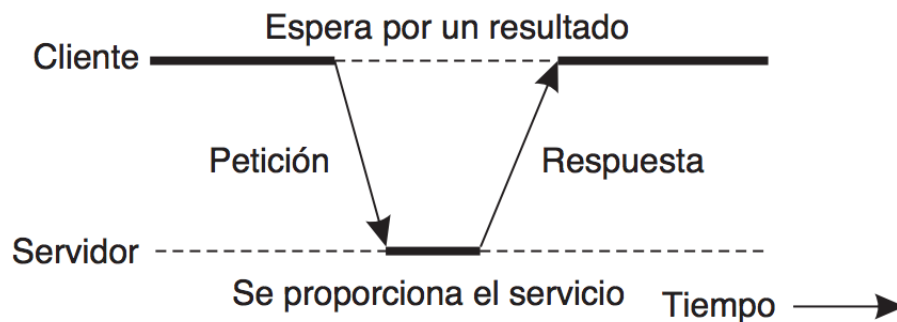 Espera por un resultado
Cliente
Petición
Respuesta
Servidor
Se proporciona el servicio
Tiempo